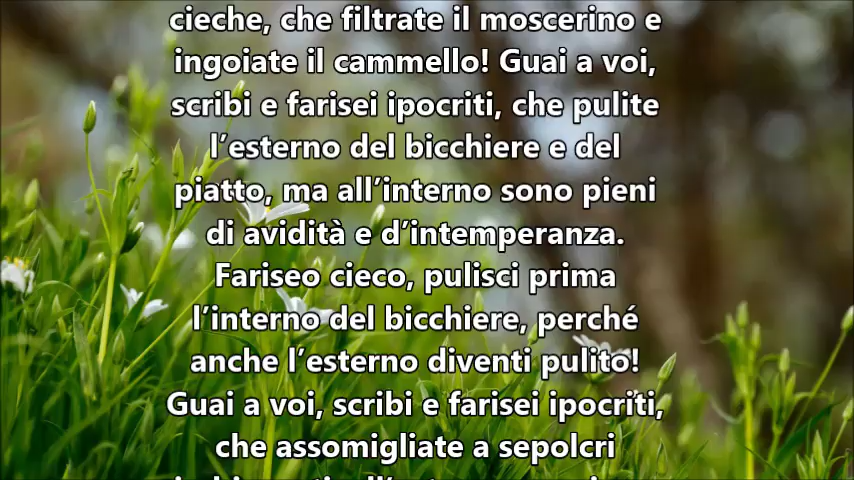 cieche, che filtrate il moscerino e
ingoiate il cammello! Guai a voi,
scribi e farisei ipocriti, che pulite
l’esterno del bicchiere e del
piatto, ma all’interno sono pieni
di avidità e d’intemperanza.
Fariseo cieco, pulisci prima
l’interno del bicchiere, perché
anche l’esterno diventi pulito!
Guai a voi, scribi e farisei ipocriti,
che assomigliate a sepolcri